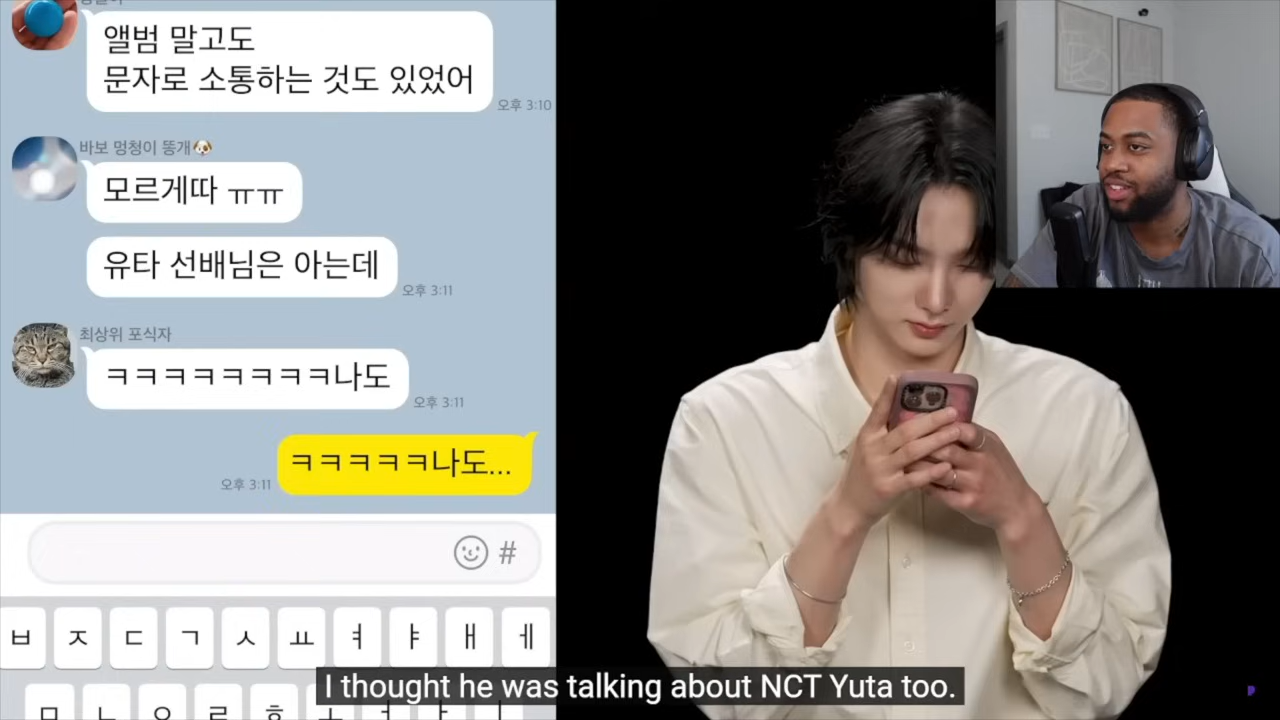 앨범 말고도
문자로 소통하는 것도 있었어
오후 3:10
바보 멍청이 똥개🐶
모르게따 ㅠㅠ
유타 선배님은 아는데
오후 3:11
최상위 포식자
ㅋㅋㅋㅋㅋㅋㅋㅋ나도
오후 3:11
ㅋㅋㅋㅋㅋ나도...
오후 3:11
#
ㅂ ㅈ ㄷ ㄱ ㅅ ㅛ ㅕ ㅑ ㅐ ㅔ
I thought he was talking about NCT Yuta too.